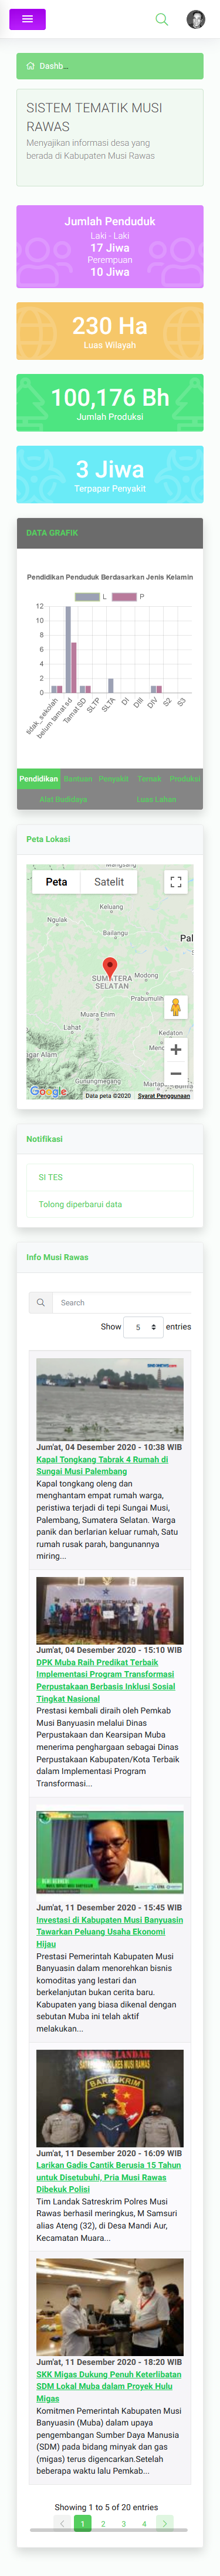 Dashb...
SISTEM TEMATIK MUSI
RAWAS
Menyajikan informasi desa yang
berada di Kabupaten Musi Rawas
Jumlah Penduduk
Laki - Laki
17 Jiwa
Perempuan
10 Jiwa
230 Ha
Luas Wilayah
100,176 Bh
Jumlah Produksi
3 Jiwa
Terpapar Penyakit
DATA GRAFIK
Pendidikan Penduduk Berdasarkan Jenis Kelamin
L P
12
10
8
6
4
2
0
tidak_sekolah
belum tamat sd
Tamat SD
SLTP
SLTA
DI
DIII
DIV
S2
S3
Pendidikan Bantuan Penyakit Ternak Produksi
Alat Budidaya Luas Lahan
Peta Lokasi
Peta Satelit
Keluang
Ngulak
Bailangu
Pal
SUMATERA
SELATAN
Modong
Prabumulih
Muara Enim
Lahat
Kedaton
gar Alam
Gunungmegang
Martap
Google
Data peta ©2020 Syarat Penggunaan
Notifikasi
SI TES
Tolong diperbarui data
Info Musi Rawas
Search
Show 5 entries
Jum'at, 04 Desember 2020 - 10:38 WIB
Kapal Tongkang Tabrak 4 Rumah di
Sungai Musi Palembang
Kapal tongkang oleng dan
menghantam empat rumah warga,
peristiwa terjadi di tepi Sungai Musi,
Palembang, Sumatera Selatan. Warga
panik dan berlarian keluar rumah, Satu
rumah rusak parah, bangunannya
miring...
Jum'at, 04 Desember 2020 - 15:10 WIB
DPK Muba Raih Predikat Terbaik
Implementasi Program Transformasi
Perpustakaan Berbasis Inklusi Sosial
Tingkat Nasional
Prestasi kembali diraih oleh Pemkab
Musi Banyuasin melalui Dinas
Perpustakaan dan Kearsipan Muba
menerima penghargaan sebagai Dinas
Perpustakaan Kabupaten/Kota Terbaik
dalam Implementasi Program
Transformasi...
Jum'at, 11 Desember 2020 - 15:45 WIB
Investasi di Kabupaten Musi Banyuasin
Tawarkan Peluang Usaha Ekonomi
Hijau
Prestasi Pemerintah Kabupaten Musi
Banyuasin dalam menorehkan bisnis
komoditas yang lestari dan
berkelanjutan bukan cerita baru.
Kabupaten yang biasa dikenal dengan
sebutan Muba ini telah aktif
melakukan...
Jum'at, 11 Desember 2020 - 16:09 WIB
Larikan Gadis Cantik Berusia 15 Tahun
untuk Disetubuhi, Pria Musi Rawas
Dibekuk Polisi
Tim Landak Satreskrim Polres Musi
Rawas berhasil meringkus, M Samsuri
alias Ateng (32), di Desa Mandi Aur,
Kecamatan Muara...
Jum'at, 11 Desember 2020 - 18:20 WIB
SKK Migas Dukung Penuh Keterlibatan
SDM Lokal Muba dalam Proyek Hulu
Migas
Komitmen Pemerintah Kabupaten Musi
Banyuasin (Muba) dalam upaya
pengembangan Sumber Daya Manusia
(SDM) pada bidang minyak dan gas
(migas) terus digencarkan.Setelah
beberapa waktu lalu Pemkab...
Showing 1 to 5 of 20 entries
1 2 3 4